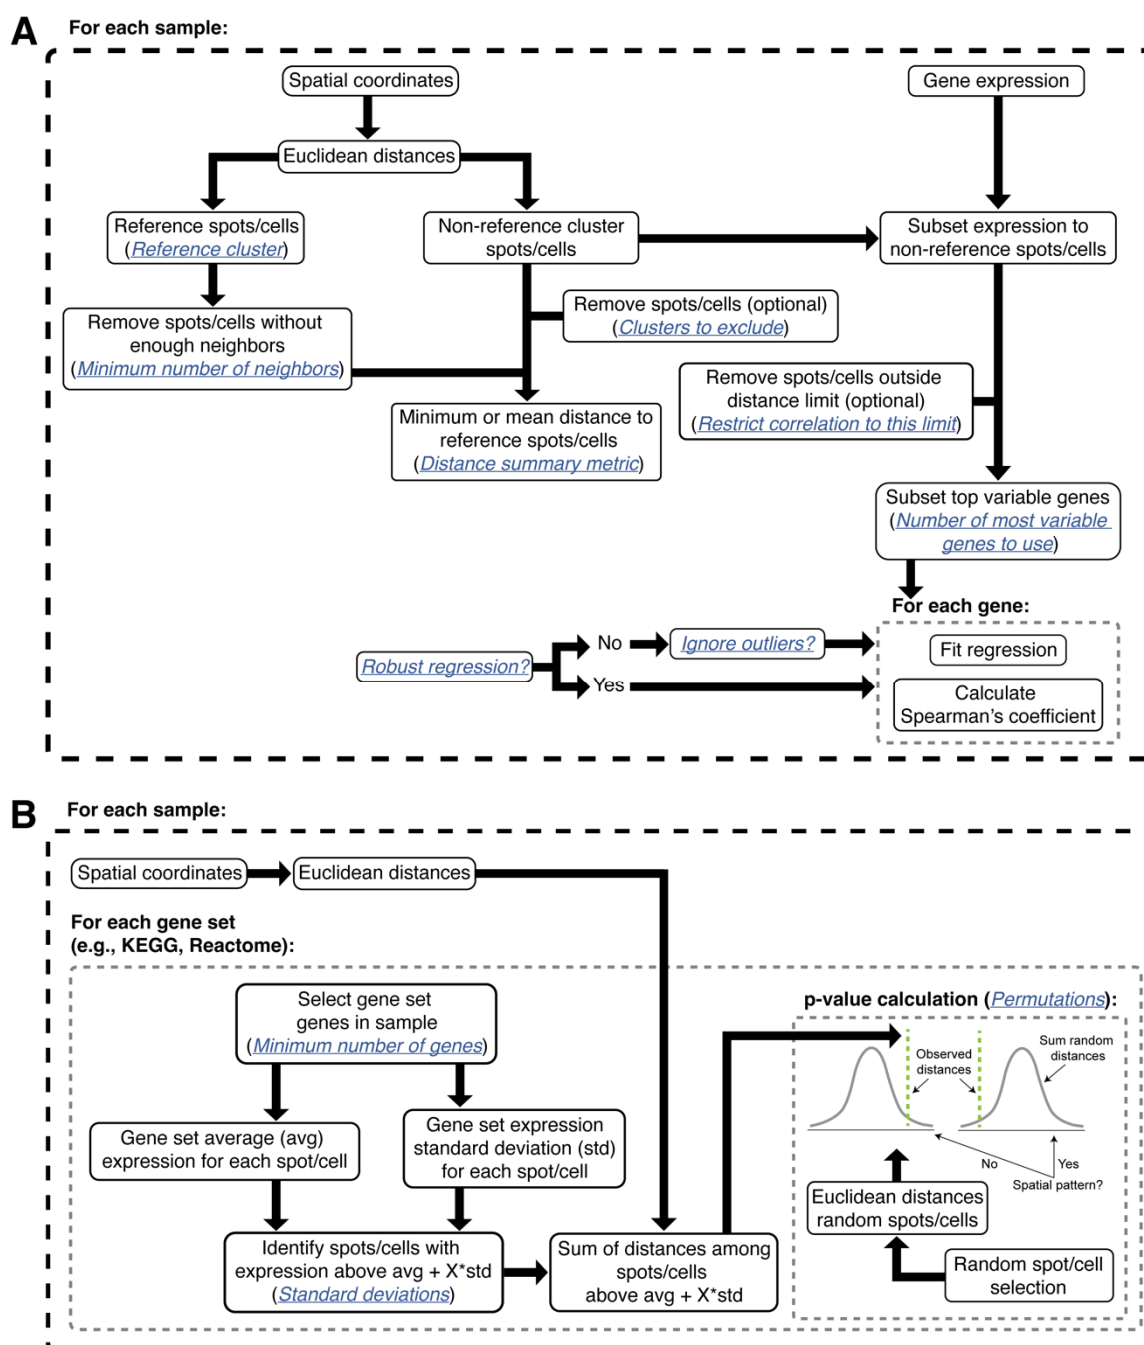 A
For each sample:
Spatial coordinates
Gene expression
Euclidean distances
Reference spots/cells
(Reference cluster)
Non-reference cluster
spots/cells
Subset expression to
non-reference spots/cells
Remove spots/cells without
enough neighbors
(Minimum number of neighbors)
Remove spots/cells (optional)
(Clusters to exclude)
Remove spots/cells outside
distance limit (optional)
(Restrict correlation to this limit)
Minimum or mean distance to
reference spots/cells
(Distance summary metric)
Subset top variable genes
(Number of most variable
genes to use)
For each gene:
Robust regression?
No
Ignore outliers?
Yes
Fit regression
Calculate
Spearman's coefficient
B
For each sample:
Spatial coordinates
Euclidean distances
For each gene set
(e.g., KEGG, Reactome):
Select gene set
genes in sample
(Minimum number of genes)
Gene set average (avg)
expression for each spot/cell
Gene set expression
standard deviation (std)
for each spot/cell
Identify spots/cells with
expression above avg + X*std
(Standard deviations)
Sum of distances among
spots/cells
above avg + X*std
p-value calculation (Permutations):
Observed
distances
Sum random
distances
No
Yes
Spatial pattern?
Euclidean distances
random spots/cells
Random spot/cell
selection